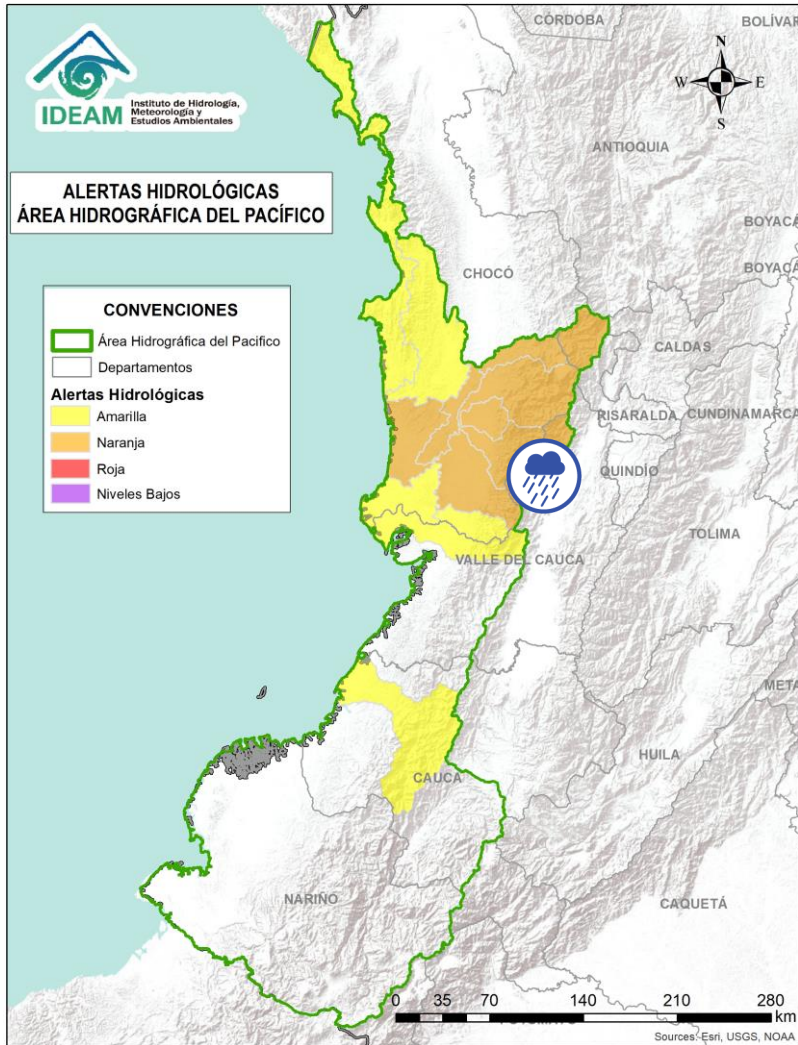 CÓRDOBA
BOLÍVAR
N
W
E
S
IDEAM
Instituto de Hidrología,
Meteorología y
Estudios Ambientales
ANTIOQUIA
ALERTAS HIDROLÓGICAS
ÁREA HIDROGRÁFICA DEL PACÍFICO
BOYACÁ
CHOCÓ
BOYACÁ
CONVENCIONES
Área Hidrográfica del Pacifico
Departamentos
Alertas Hidrológicas
Amarilla
Naranja
Roja
Niveles Bajos
CALDAS
RISARALDA
CUNDINAMARCA
QUINDÍO
TOLIMA
VALLE DEL CAUCA
META
HUILA
CAUCA
NARIÑO
CAQUETÁ
0 35 70 140 210 280
km
Sources: Esri, USGS, NOAA